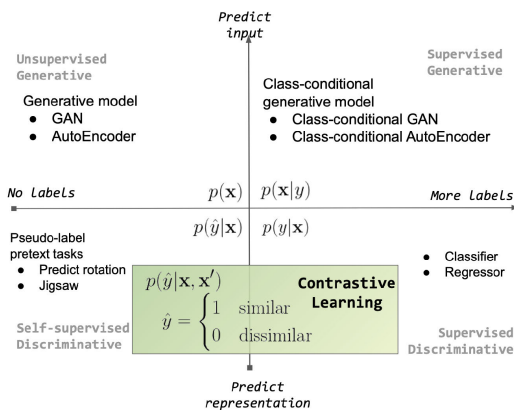 Predict
input
Unsupervised
Generative
Supervised
Generative
Generative model
● GAN
● AutoEncoder
Class-conditional
generative model
● Class-conditional GAN
● Class-conditional AutoEncoder
No labels
p(x)
p(x|y)
More labels
p(ŷ|x)
p(y|x)
Pseudo-label
pretext tasks
● Predict rotation
● Jigsaw
● Classifier
● Regressor
p(ŷ|x, x′)
Contrastive
Learning
ŷ = { 1 similar
0 dissimilar
Self-supervised
Discriminative
Supervised
Discriminative
Predict
representation